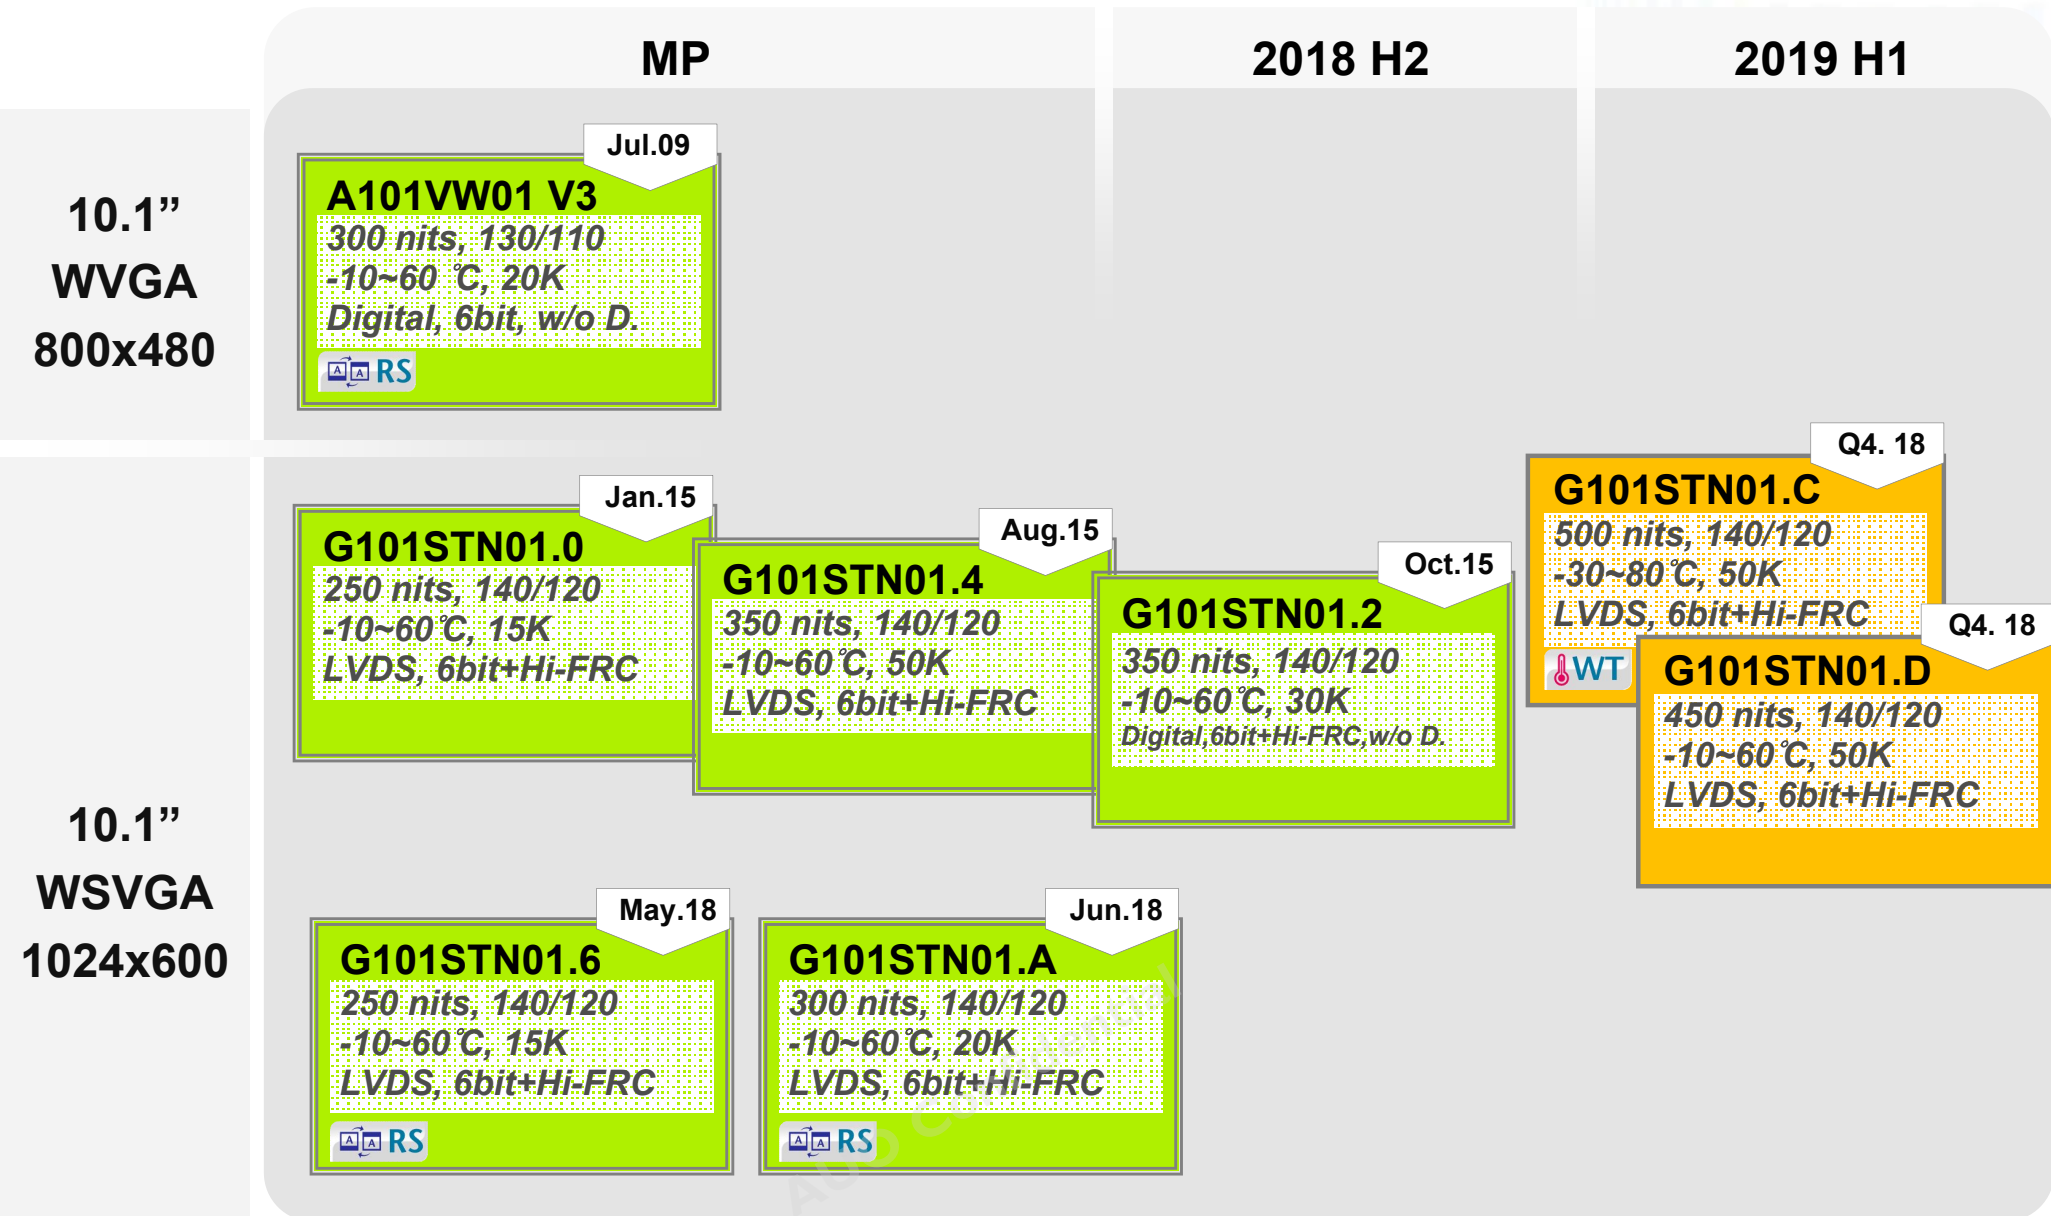 MP
2018 H2
2019 H1
10.1”
WVGA
800x480
Jul.09
A101VW01 V3
300 nits, 130/110
-10~60 ℃, 20K
Digital, 6bit, w/o D.
A A RS
10.1”
WSVGA
1024x600
Jan.15
G101STN01.0
250 nits, 140/120
-10~60℃, 15K
LVDS, 6bit+Hi-FRC
Aug.15
G101STN01.4
350 nits, 140/120
-10~60℃, 50K
LVDS, 6bit+Hi-FRC
Oct.15
G101STN01.2
350 nits, 140/120
-10~60℃, 30K
Digital,6bit+Hi-FRC,w/o D.
Q4. 18
G101STN01.C
500 nits, 140/120
-30~80℃, 50K
LVDS, 6bit+Hi-FRC
WT
Q4. 18
G101STN01.D
450 nits, 140/120
-10~60℃, 50K
LVDS, 6bit+Hi-FRC
May.18
G101STN01.6
250 nits, 140/120
-10~60℃, 15K
LVDS, 6bit+Hi-FRC
A A RS
Jun.18
G101STN01.A
300 nits, 140/120
-10~60℃, 20K
LVDS, 6bit+Hi-FRC
A A RS
AUO Confidential